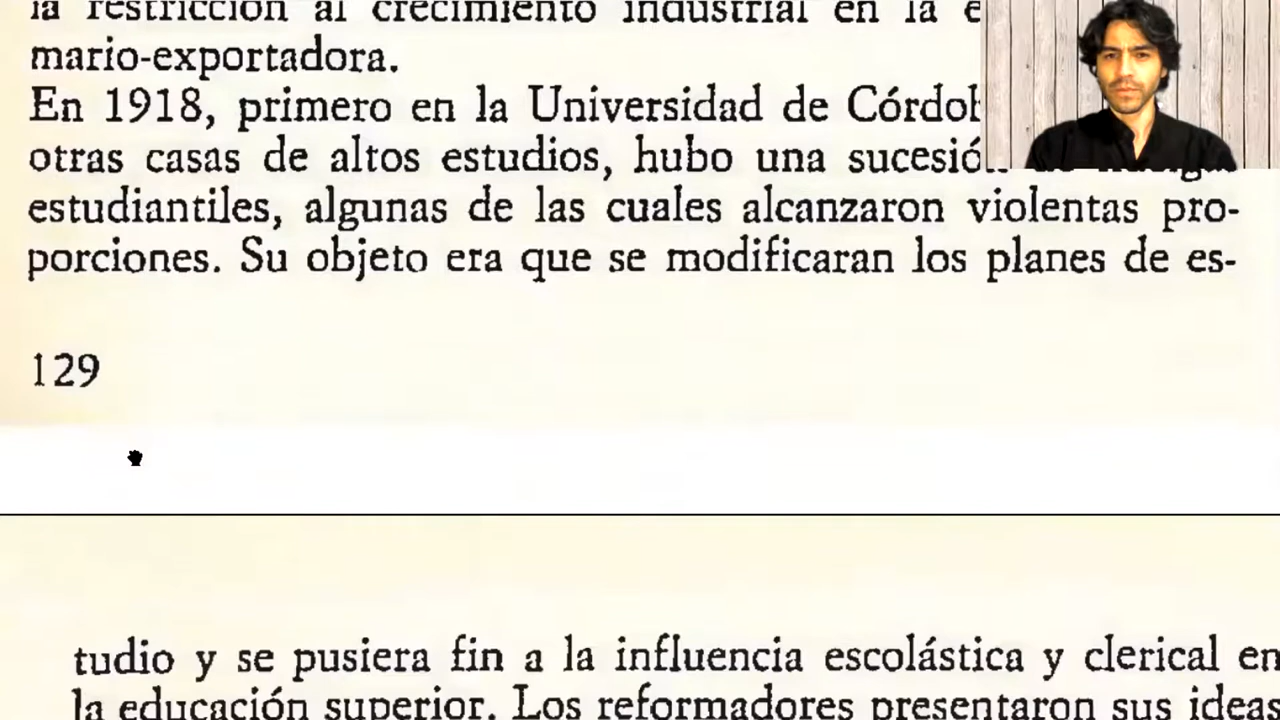 la restricción al crecimiento industrial en la
mario-exportadora.
En 1918, primero en la Universidad de
otras casas de altos estudios, hubo una
estudiantiles, algunas de las cuales alcanzaron violentas pro-
porciones. Su objeto era que se modificaran los planes de es-
129
tudio y se pusiera fin a la influencia escolástica y clerical en
la educación superior. Los reformadores presentaron sus ideas